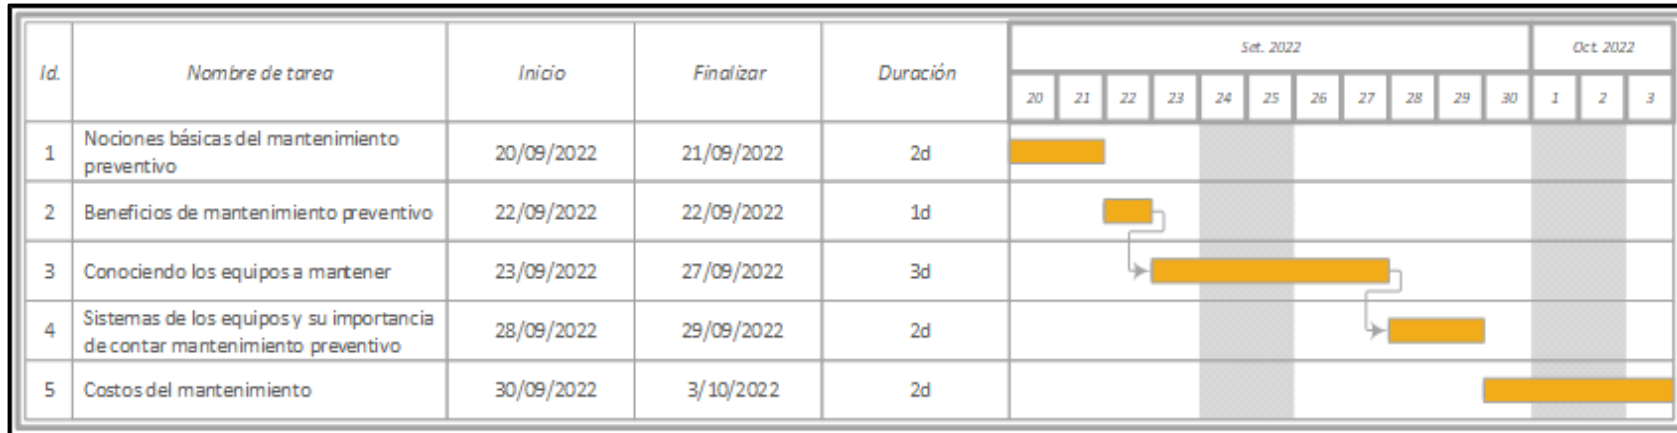 Id.
Nombre de tarea
Inicio
Finalizar
Duración
Set. 2022
Oct. 2022
20 21 22 23 24 25 26 27 28 29 30 1 2 3
1
Nociones básicas del mantenimiento
preventivo
20/09/2022
21/09/2022
2d
2
Beneficios de mantenimiento preventivo
22/09/2022
22/09/2022
1d
3
Conociendo los equipos a mantener
23/09/2022
27/09/2022
3d
4
Sistemas de los equipos y su importancia
de contar mantenimiento preventivo
28/09/2022
29/09/2022
2d
5
Costos del mantenimiento
30/09/2022
3/10/2022
2d